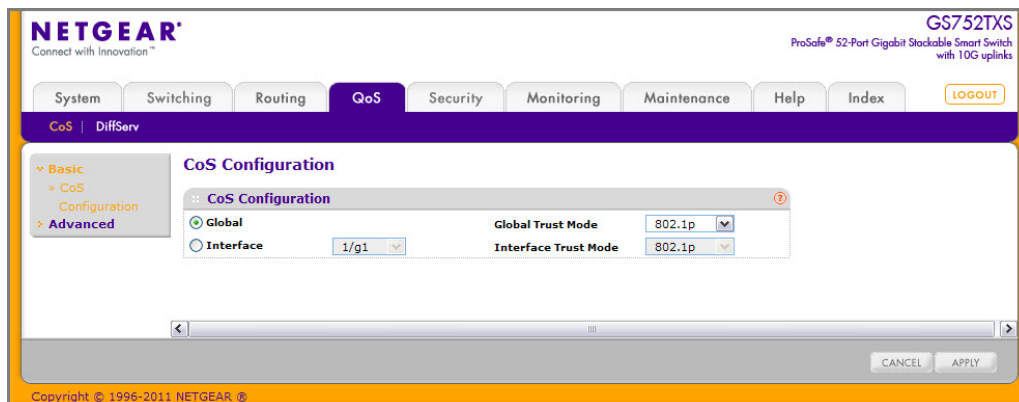 NETGEAR®
Connect with Innovation™
GS752TXS
ProSafe® 52-Port Gigabit Stackable Smart Switch
with 10G uplinks
System Switching Routing QoS Security Monitoring Maintenance Help Index LOGOUT
CoS | DiffServ
Basic
» CoS
Configuration
Advanced
CoS Configuration
CoS Configuration ?
Global Global Trust Mode 802.1p
Interface 1/g1 Interface Trust Mode 802.1p
CANCEL APPLY
Copyright © 1996-2011 NETGEAR ®